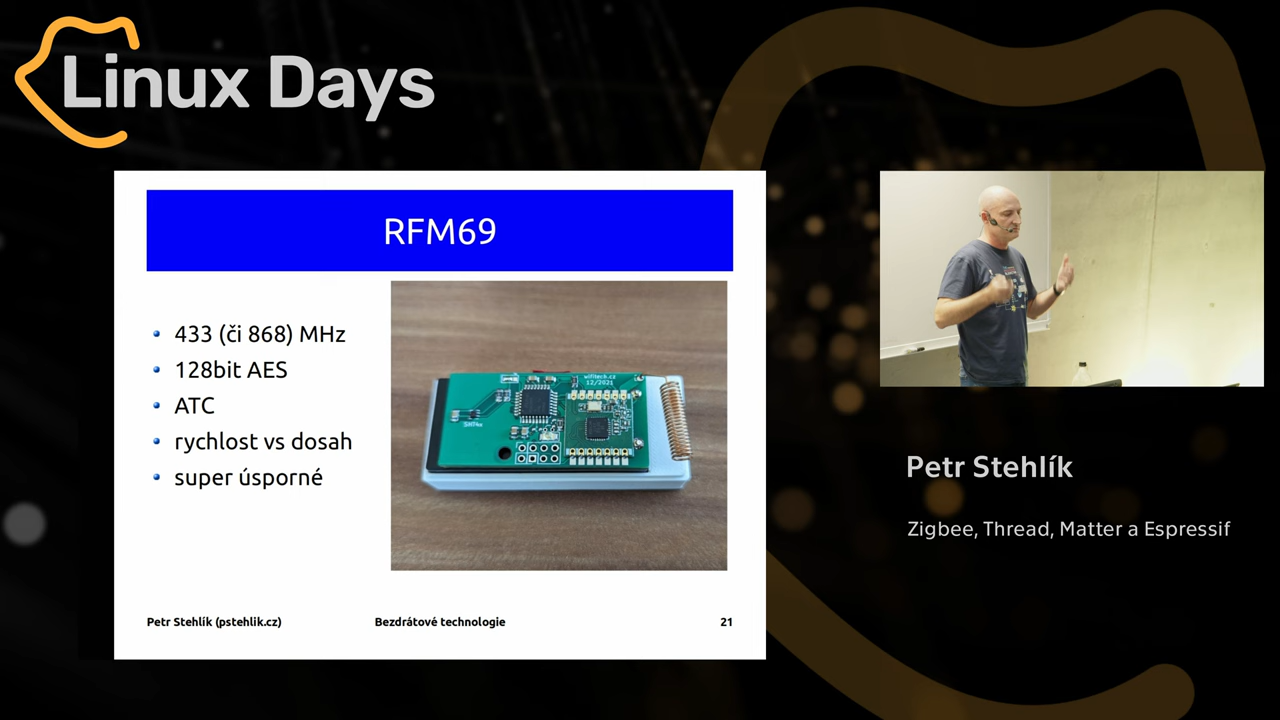 Linux Days
RFM69
433 (či 868) MHz
128bit AES
ATC
rychlost vs dosah
super úsporné
wifitech.cz
12/2021
SHT4x
Petr Stehlík (pstehlik.cz)
Bezdrátové technologie
21
Petr Stehlík
Zigbee, Thread, Matter a Espressif